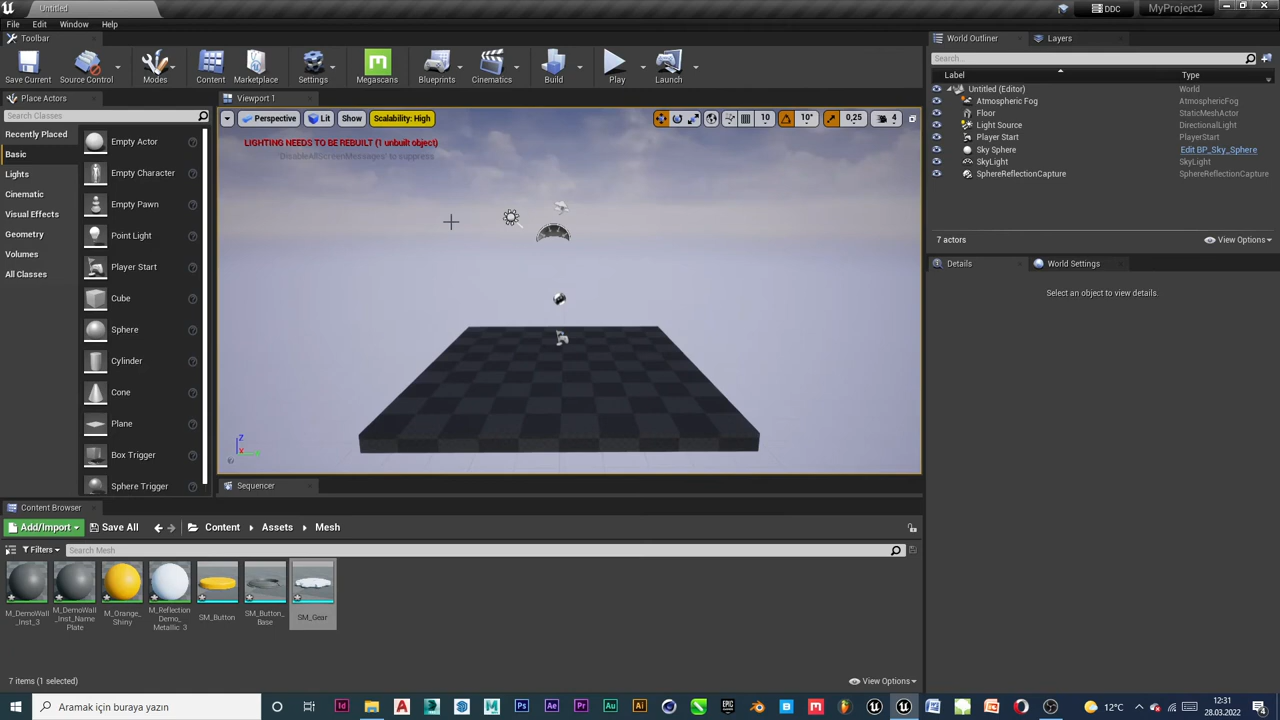 Untitled
DDC
MyProject2
File Edit Window Help
Toolbar
Save Current
Source Control
Modes
Content
Marketplace
Settings
Megascans
Blueprints
Cinematics
Build
Play
Launch
Place Actors
Search Classes
Recently Placed
Basic
Lights
Cinematic
Visual Effects
Geometry
Volumes
All Classes
Empty Actor
Empty Character
Empty Pawn
Point Light
Player Start
Cube
Sphere
Cylinder
Cone
Plane
Box Trigger
Sphere Trigger
Viewport 1
Perspective
Lit
Show
Scalability: High
10
10°
0,25
4
LIGHTING NEEDS TO BE REBUILT (1 unbuilt object)
'DisableAllScreenMessages' to suppress
Z
Sequencer
World Outliner
Layers
Search...
Label Type
Untitled (Editor) World
Atmospheric Fog AtmosphericFog
Floor StaticMeshActor
Light Source DirectionalLight
Player Start PlayerStart
Sky Sphere Edit BP_Sky_Sphere
SkyLight SkyLight
SphereReflectionCapture SphereReflectionCapture
7 actors
View Options
Details
World Settings
Select an object to view details.
Content Browser
Add/Import
Save All
Content
Assets
Mesh
Filters
Search Mesh
M_DemoWall
_Inst_3
M_DemoWall
_Inst_Name
Plate
M_Orange_
Shiny
M_Reflection
Demo_
Metallic_3
SM_Button
SM_Button_
Base
SM_Gear
7 items (1 selected)
View Options
Aramak için buraya yazın
12°C
12:31
28.03.2022